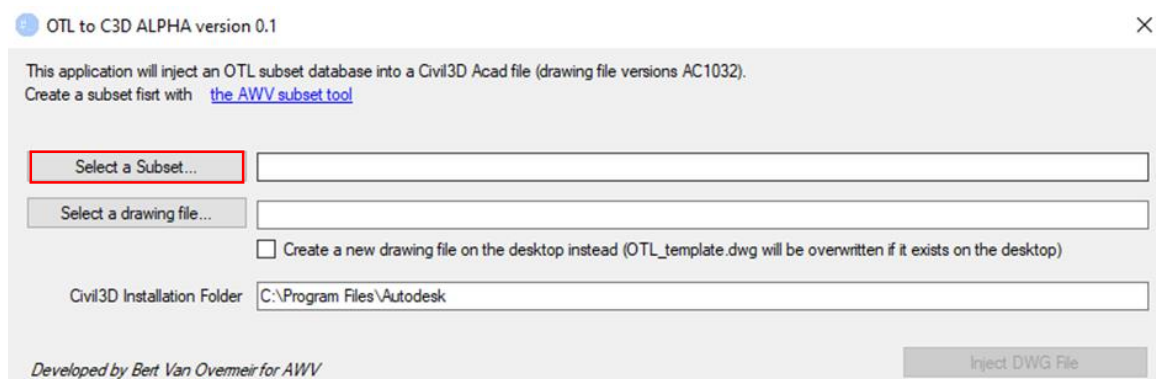 OTL to C3D ALPHA version 0.1
This application will inject an OTL subset database into a Civil3D Acad file (drawing file versions AC1032).
Create a subset fisrt with the AWV subset tool
Select a Subset...
Select a drawing file...
Create a new drawing file on the desktop instead (OTL_template.dwg will be overwritten if it exists on the desktop)
Civil3D Installation Folder C:\Program Files\Autodesk
Developed by Bert Van Overmeir for AWV
Inject DWG File